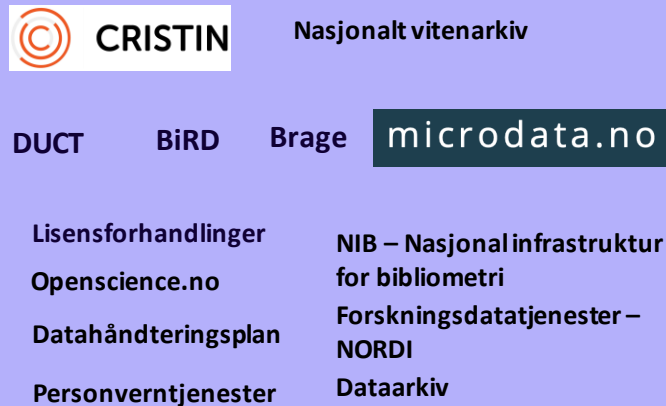 CRISTIN
Nasjonalt vitenarkiv
DUCT
BiRD
Brage
microdata.no
Lisensforhandlinger
Openscience.no
Datahåndteringsplan
Personverntjenester
NIB – Nasjonal infrastruktur
for bibliometri
Forskningsdatatjenester –
NORDI
Dataarkiv